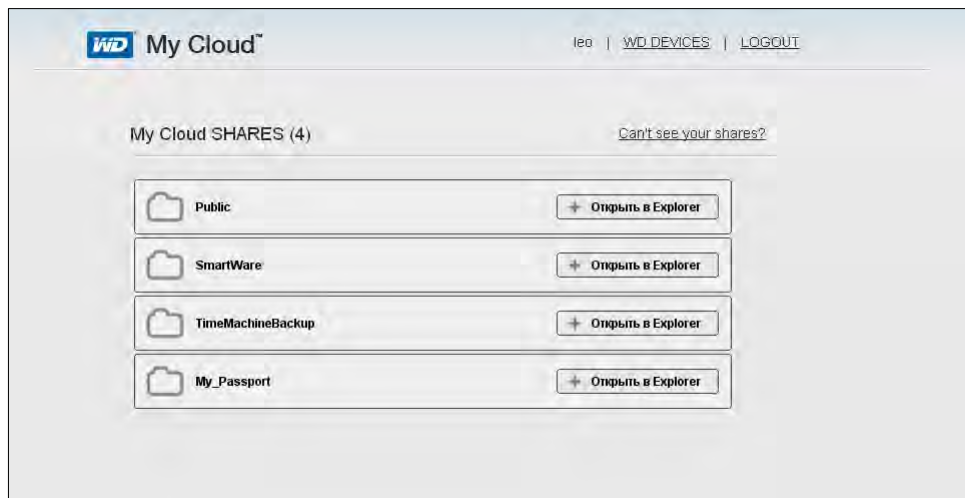 WD My Cloud™ leo | WD DEVICES | LOGOUT
My Cloud SHARES (4) Can't see your shares?
Public + Открыть в Explorer
SmartWare + Открыть в Explorer
TimeMachineBackup + Открыть в Explorer
My_Passport + Открыть в Explorer